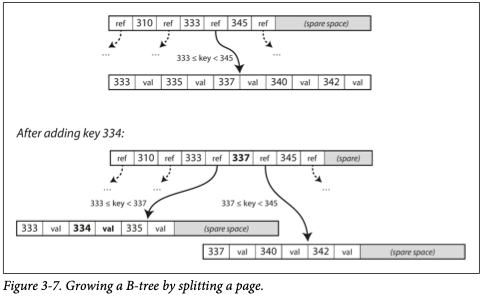 ref 310 ref 333 ref 345 ref (spare space)
... ... ...
333 ≤ key < 345
333 val 335 val 337 val 340 val 342 val
After adding key 334:
ref 310 ref 333 ref 337 ref 345 ref (spare)
... ... ...
333 ≤ key < 337 337 ≤ key < 345
333 val 334 val 335 val (spare space)
337 val 340 val 342 val (spare space)
Figure 3-7. Growing a B-tree by splitting a page.